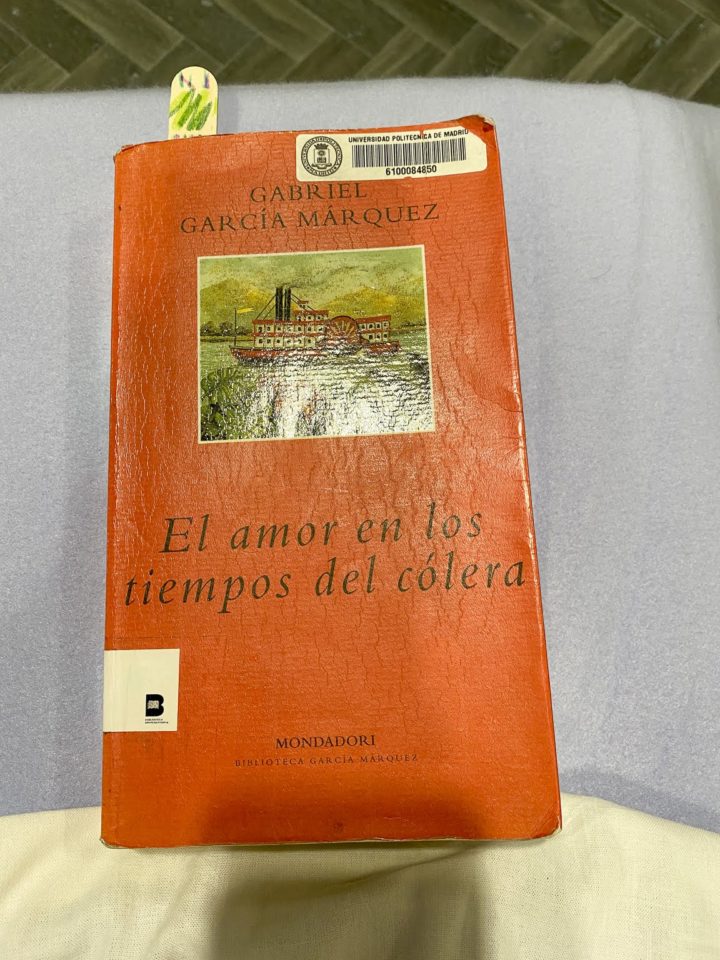 UNIVERSIDAD POLITECNICA DE MADRID
6100084850
GABRIEL
GARCÍA MÁRQUEZ
El amor en los
tiempos del cólera
B
MONDADORI
BIBLIOTECA GARCÍA MÁRQUEZ